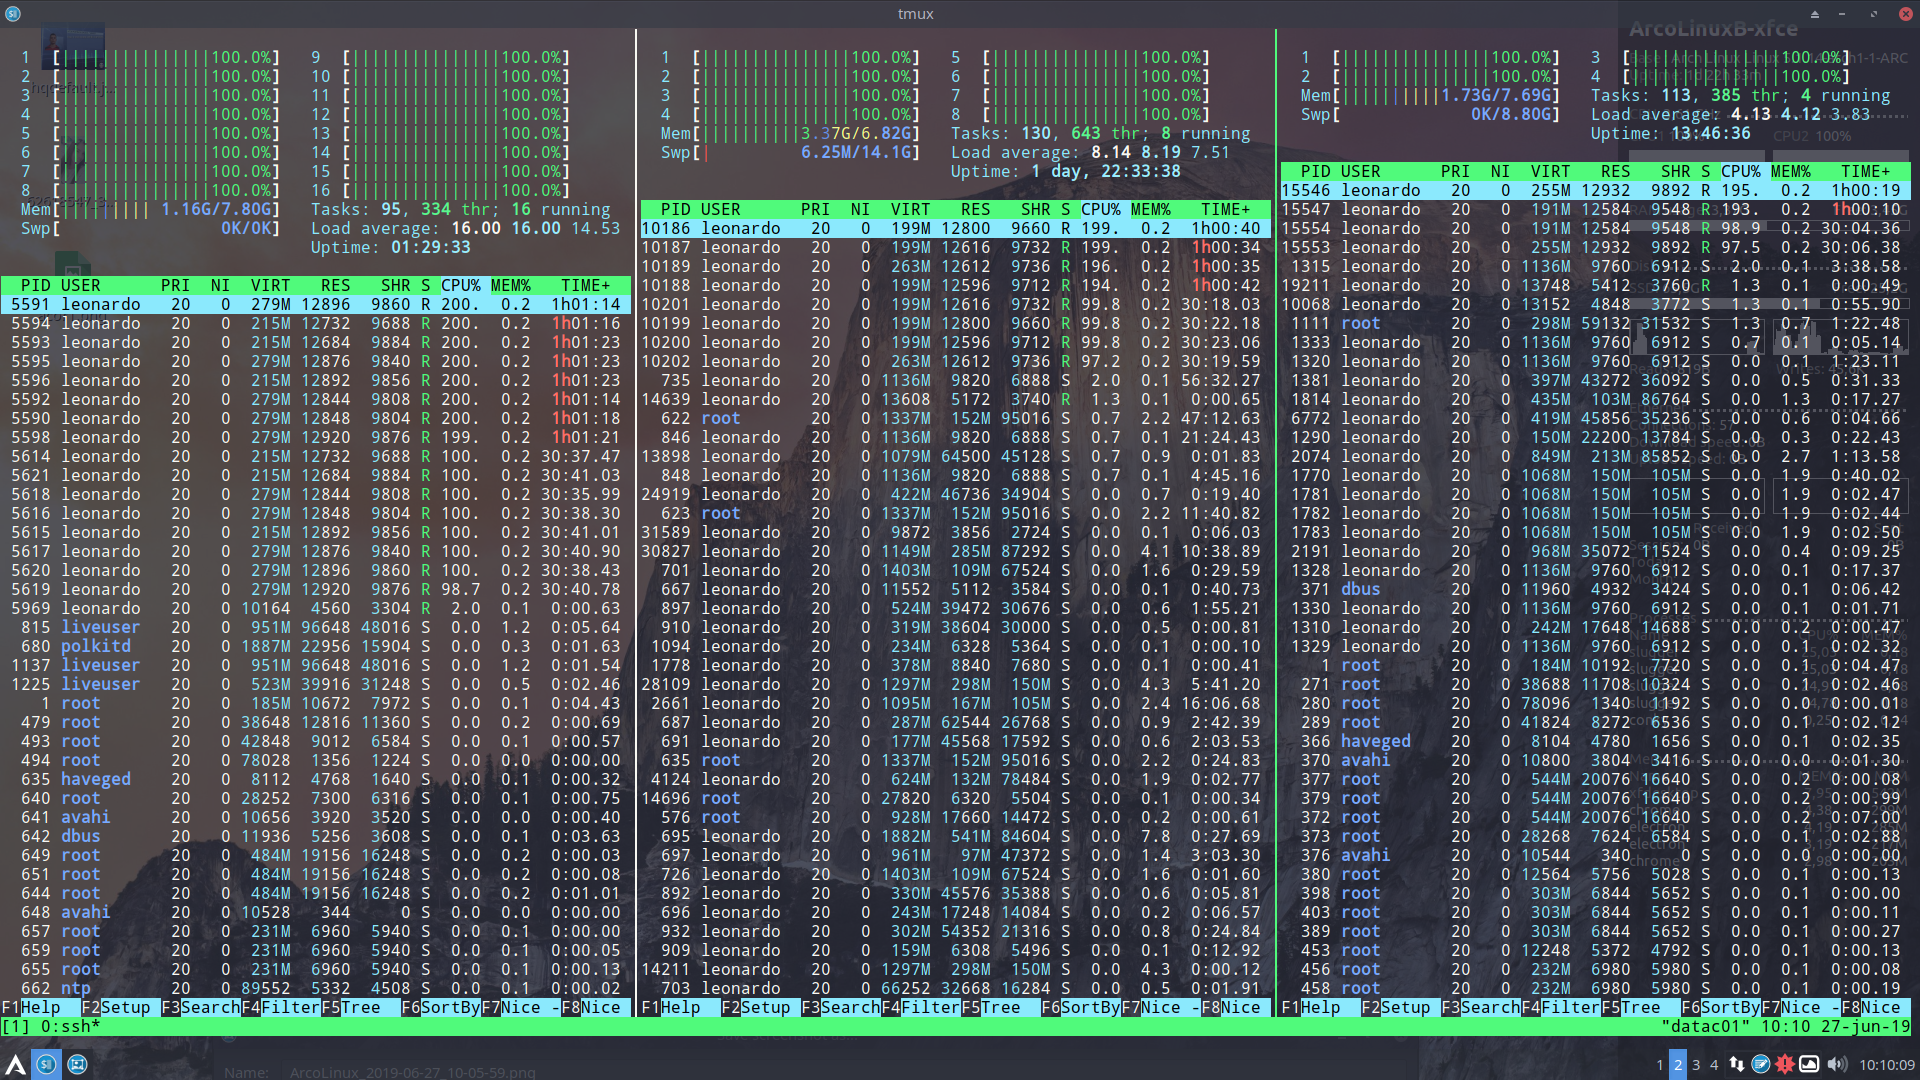 tmux
1 [||||||||||||||||100.0%] 9 [||||||||||||||||100.0%]
2 [||||||||||||||||100.0%] 10 [||||||||||||||||100.0%]
3 [||||||||||||||||100.0%] 11 [||||||||||||||||100.0%]
4 [||||||||||||||||100.0%] 12 [||||||||||||||||100.0%]
5 [||||||||||||||||100.0%] 13 [||||||||||||||||100.0%]
6 [||||||||||||||||100.0%] 14 [||||||||||||||||100.0%]
7 [||||||||||||||||100.0%] 15 [||||||||||||||||100.0%]
8 [||||||||||||||||100.0%] 16 [||||||||||||||||100.0%]
Mem[||||||||| 1.16G/7.80G] Tasks: 95, 334 thr; 16 running
Swp[ 0K/0K] Load average: 16.00 16.00 14.53
Uptime: 01:29:33
PID USER PRI NI VIRT RES SHR S CPU% MEM% TIME+
5591 leonardo 20 0 279M 12896 9860 R 200. 0.2 1h01:14
5594 leonardo 20 0 215M 12732 9688 R 200. 0.2 1h01:16
5593 leonardo 20 0 215M 12684 9884 R 200. 0.2 1h01:23
5595 leonardo 20 0 279M 12876 9840 R 200. 0.2 1h01:23
5596 leonardo 20 0 215M 12892 9856 R 200. 0.2 1h01:23
5592 leonardo 20 0 279M 12844 9808 R 200. 0.2 1h01:14
5590 leonardo 20 0 279M 12848 9804 R 200. 0.2 1h01:18
5598 leonardo 20 0 279M 12920 9876 R 199. 0.2 1h01:21
5614 leonardo 20 0 215M 12732 9688 R 100. 0.2 30:37.47
5621 leonardo 20 0 215M 12684 9884 R 100. 0.2 30:41.03
5618 leonardo 20 0 279M 12844 9808 R 100. 0.2 30:35.99
5616 leonardo 20 0 279M 12848 9804 R 100. 0.2 30:38.30
5615 leonardo 20 0 215M 12892 9856 R 100. 0.2 30:41.01
5617 leonardo 20 0 279M 12876 9840 R 100. 0.2 30:40.90
5620 leonardo 20 0 279M 12896 9860 R 100. 0.2 30:38.43
5619 leonardo 20 0 279M 12920 9876 R 98.7 0.2 30:40.78
5969 leonardo 20 0 10164 4560 3304 R 2.0 0.1 0:00.63
815 liveuser 20 0 951M 96648 48016 S 0.0 1.2 0:05.64
680 polkitd 20 0 1887M 22956 15904 S 0.0 0.3 0:01.63
1137 liveuser 20 0 951M 96648 48016 S 0.0 1.2 0:01.54
1225 liveuser 20 0 523M 39916 31248 S 0.0 0.5 0:02.46
1 root 20 0 185M 10672 7972 S 0.0 0.1 0:04.43
479 root 20 0 38648 12816 11360 S 0.0 0.2 0:00.69
493 root 20 0 42848 9012 6584 S 0.0 0.1 0:00.57
494 root 20 0 78028 1356 1224 S 0.0 0.0 0:00.00
635 haveged 20 0 8112 4768 1640 S 0.0 0.1 0:00.32
640 root 20 0 28252 7300 6316 S 0.0 0.1 0:00.75
641 avahi 20 0 10656 3920 3520 S 0.0 0.0 0:00.40
642 dbus 20 0 11936 5256 3608 S 0.0 0.1 0:03.63
649 root 20 0 484M 19156 16248 S 0.0 0.2 0:00.03
651 root 20 0 484M 19156 16248 S 0.0 0.2 0:00.08
644 root 20 0 484M 19156 16248 S 0.0 0.2 0:01.01
648 avahi 20 0 10528 344 0 S 0.0 0.0 0:00.00
657 root 20 0 231M 6960 5940 S 0.0 0.1 0:00.00
659 root 20 0 231M 6960 5940 S 0.0 0.1 0:00.05
655 root 20 0 231M 6960 5940 S 0.0 0.1 0:00.13
662 ntp 20 0 89552 5332 4508 S 0.0 0.1 0:00.02
F1Help F2Setup F3SearchF4FilterF5Tree F6SortByF7Nice -F8Nice
1 [||||||||||||||||100.0%] 5 [||||||||||||||||100.0%]
2 [||||||||||||||||100.0%] 6 [||||||||||||||||100.0%]
3 [||||||||||||||||100.0%] 7 [||||||||||||||||100.0%]
4 [||||||||||||||||100.0%] 8 [||||||||||||||||100.0%]
Mem[||||||||||3.37G/6.82G] Tasks: 130, 643 thr; 8 running
Swp[| 6.25M/14.1G] Load average: 8.14 8.19 7.51
Uptime: 1 day, 22:33:38
PID USER PRI NI VIRT RES SHR S CPU% MEM% TIME+
10186 leonardo 20 0 199M 12800 9660 R 199. 0.2 1h00:40
10187 leonardo 20 0 199M 12616 9732 R 199. 0.2 1h00:34
10189 leonardo 20 0 263M 12612 9736 R 196. 0.2 1h00:35
10188 leonardo 20 0 199M 12596 9712 R 194. 0.2 1h00:42
10201 leonardo 20 0 199M 12616 9732 R 99.8 0.2 30:18.03
10199 leonardo 20 0 199M 12800 9660 R 99.8 0.2 30:22.18
10200 leonardo 20 0 199M 12596 9712 R 99.8 0.2 30:23.06
10202 leonardo 20 0 263M 12612 9736 R 97.2 0.2 30:19.59
735 leonardo 20 0 1136M 9820 6888 S 2.0 0.1 56:32.27
14639 leonardo 20 0 13608 5172 3740 R 1.3 0.1 0:00.65
622 root 20 0 1337M 152M 95016 S 0.7 2.2 47:12.63
846 leonardo 20 0 1136M 9820 6888 S 0.7 0.1 21:24.43
13898 leonardo 20 0 1079M 64500 45128 S 0.7 0.9 0:01.83
848 leonardo 20 0 1136M 9820 6888 S 0.7 0.1 4:45.16
24919 leonardo 20 0 422M 46736 34904 S 0.0 0.7 0:19.40
623 root 20 0 1337M 152M 95016 S 0.0 2.2 11:40.82
31589 leonardo 20 0 9872 3856 2724 S 0.0 0.1 0:06.03
30827 leonardo 20 0 1149M 285M 87292 S 0.0 4.1 10:38.89
701 leonardo 20 0 1403M 109M 67524 S 0.0 1.6 0:29.59
667 leonardo 20 0 11552 5112 3584 S 0.0 0.1 0:40.73
897 leonardo 20 0 524M 39472 30676 S 0.0 0.6 1:55.21
910 leonardo 20 0 319M 38604 30000 S 0.0 0.5 0:00.81
1094 leonardo 20 0 234M 6328 5364 S 0.0 0.1 0:00.10
1778 leonardo 20 0 378M 8840 7680 S 0.0 0.1 0:00.41
28109 leonardo 20 0 1297M 298M 150M S 0.0 4.3 5:41.20
2661 leonardo 20 0 1095M 167M 105M S 0.0 2.4 16:06.68
687 leonardo 20 0 287M 62544 26768 S 0.0 0.9 2:42.39
691 leonardo 20 0 177M 45568 17592 S 0.0 0.6 2:03.53
635 root 20 0 1337M 152M 95016 S 0.0 2.2 0:24.83
4124 leonardo 20 0 624M 132M 78484 S 0.0 1.9 0:02.77
14696 root 20 0 27820 6320 5504 S 0.0 0.1 0:00.34
576 root 20 0 928M 17660 14472 S 0.0 0.2 0:00.61
695 leonardo 20 0 1882M 541M 84604 S 0.0 7.8 0:27.69
697 leonardo 20 0 961M 97M 47372 S 0.0 1.4 3:03.30
726 leonardo 20 0 1403M 109M 67524 S 0.0 1.6 0:01.60
892 leonardo 20 0 330M 45576 35388 S 0.0 0.6 0:05.81
696 leonardo 20 0 243M 17248 14084 S 0.0 0.2 0:06.57
932 leonardo 20 0 302M 54352 21316 S 0.0 0.8 0:24.84
909 leonardo 20 0 159M 6308 5496 S 0.0 0.1 0:12.92
14211 leonardo 20 0 1297M 298M 150M S 0.0 4.3 0:00.12
703 leonardo 20 0 66252 32668 16284 S 0.0 0.5 0:01.91
F1Help F2Setup F3SearchF4FilterF5Tree F6SortByF7Nice -F8Nice
ArcoLinuxB-xfce
1 [||||||||||||||||100.0%] 3 [||||||||||||||||100.0%]
2 [||||||||||||||||100.0%] 4 [||||||||||||||||100.0%]
Mem[||||||||||1.73G/7.69G] Tasks: 113, 385 thr; 4 running
Swp[ 0K/8.80G] Load average: 4.13 4.12 3.83
Uptime: 13:46:36
CPU2 100%
PID USER PRI NI VIRT RES SHR S CPU% MEM% TIME+
15546 leonardo 20 0 255M 12932 9892 R 195. 0.2 1h00:19
15547 leonardo 20 0 191M 12584 9548 R 193. 0.2 1h00:10
15554 leonardo 20 0 191M 12584 9548 R 98.9 0.2 30:04.36
15553 leonardo 20 0 255M 12932 9892 R 97.5 0.2 30:06.38
1315 leonardo 20 0 1136M 9760 6912 S 2.0 0.1 3:38.58
19211 leonardo 20 0 13748 5412 3760 R 1.3 0.1 0:01.49
10068 leonardo 20 0 13152 4848 3772 S 1.3 0.1 0:55.90
1111 root 20 0 298M 59132 31532 S 1.3 0.7 1:22.48
1333 leonardo 20 0 1136M 9760 6912 S 0.7 0.1 0:05.14
1320 leonardo 20 0 1136M 9760 6912 S 0.0 0.1 1:23.11
1381 leonardo 20 0 397M 43272 36092 S 0.0 0.5 0:31.33
1814 leonardo 20 0 435M 103M 86764 S 0.0 1.3 0:17.27
6772 leonardo 20 0 419M 45856 35236 S 0.0 0.6 0:04.66
1290 leonardo 20 0 150M 22200 13784 S 0.0 0.3 0:22.43
2074 leonardo 20 0 849M 213M 85852 S 0.0 2.7 1:13.58
1770 leonardo 20 0 1068M 150M 105M S 0.0 1.9 0:40.02
1781 leonardo 20 0 1068M 150M 105M S 0.0 1.9 0:02.47
1782 leonardo 20 0 1068M 150M 105M S 0.0 1.9 0:02.44
1783 leonardo 20 0 1068M 150M 105M S 0.0 1.9 0:02.50
2191 leonardo 20 0 968M 35072 11524 S 0.0 0.4 0:09.25
1328 leonardo 20 0 1136M 9760 6912 S 0.0 0.1 0:17.37
371 dbus 20 0 11960 4932 3424 S 0.0 0.1 0:06.42
1330 leonardo 20 0 1136M 9760 6912 S 0.0 0.1 0:01.71
1310 leonardo 20 0 242M 17648 14688 S 0.0 0.2 0:00.47
1329 leonardo 20 0 1136M 9760 6912 S 0.0 0.1 0:02.32
1 root 20 0 184M 10192 7720 S 0.0 0.1 0:04.47
271 root 20 0 38688 11708 10324 S 0.0 0.1 0:02.46
280 root 20 0 78096 1340 1192 S 0.0 0.0 0:00.01
289 root 20 0 41824 8272 6536 S 0.0 0.1 0:02.12
366 haveged 20 0 8104 4780 1656 S 0.0 0.1 0:02.35
370 avahi 20 0 10800 3804 3416 S 0.0 0.0 0:01.30
377 root 20 0 544M 20076 16640 S 0.0 0.2 0:00.08
379 root 20 0 544M 20076 16640 S 0.0 0.2 0:00.99
372 root 20 0 544M 20076 16640 S 0.0 0.2 0:07.00
373 root 20 0 28268 7624 6584 S 0.0 0.1 0:02.88
376 avahi 20 0 10544 340 0 S 0.0 0.0 0:00.00
380 root 20 0 12564 5756 5028 S 0.0 0.1 0:00.13
398 root 20 0 303M 6844 5652 S 0.0 0.1 0:00.00
403 root 20 0 303M 6844 5652 S 0.0 0.1 0:00.11
389 root 20 0 303M 6844 5652 S 0.0 0.1 0:00.27
453 root 20 0 12248 5372 4792 S 0.0 0.1 0:00.13
456 root 20 0 232M 6980 5980 S 0.0 0.1 0:00.08
458 root 20 0 232M 6980 5980 S 0.0 0.1 0:00.19
F1Help F2Setup F3SearchF4FilterF5Tree F6SortByF7Nice -F8Nice
[1] 0:ssh* "datac01" 10:10 27-jun-19
Name: ArcoLinux_2019-06-27_10-05-59.png
1 2 3 4 10:10:09